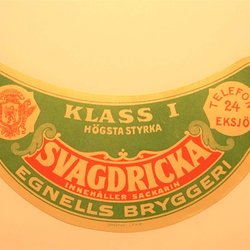 KLASS I
HÖGSTA STYRKA
TELEFON
24
EKSJÖ
SVAGDRICKA
INNEHÅLLER SACKARIN
EGNELLS BRYGGERI